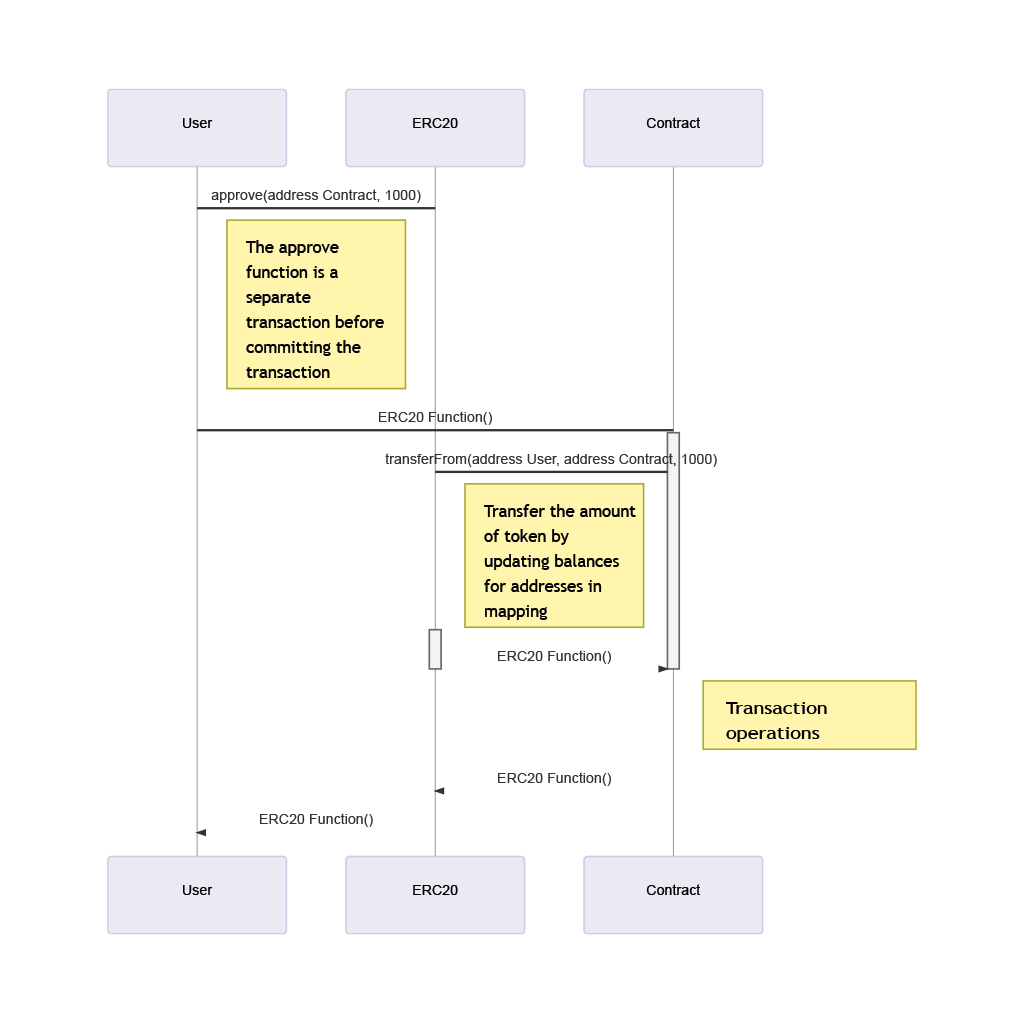 User
ERC20
Contract
approve(address Contract, 1000)
The approve
function is a
separate
transaction before
committing the
transaction
ERC20 Function()
transferFrom(address User, address Contract, 1000)
Transfer the amount
of token by
updating balances
for addresses in
mapping
ERC20 Function()
Transaction
operations
ERC20 Function()
ERC20 Function()
User
ERC20
Contract